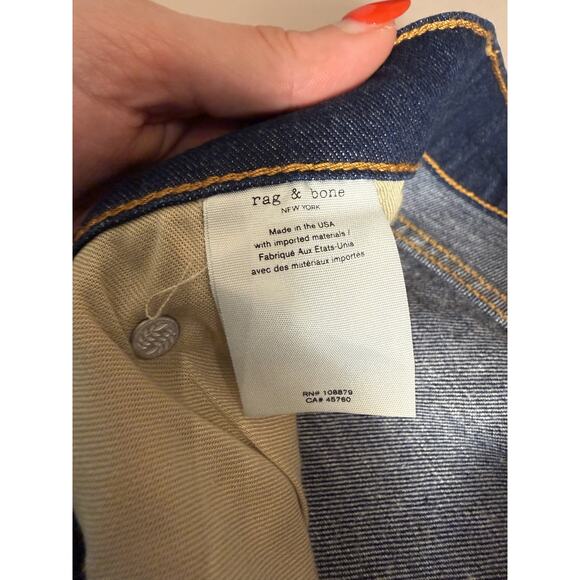 rag & bone
NEW YORK
Made in the USA
with imported materials /
Fabriqué Aux Etats-Unis
avec des matériaux importés
RN# 108879
CA# 45760